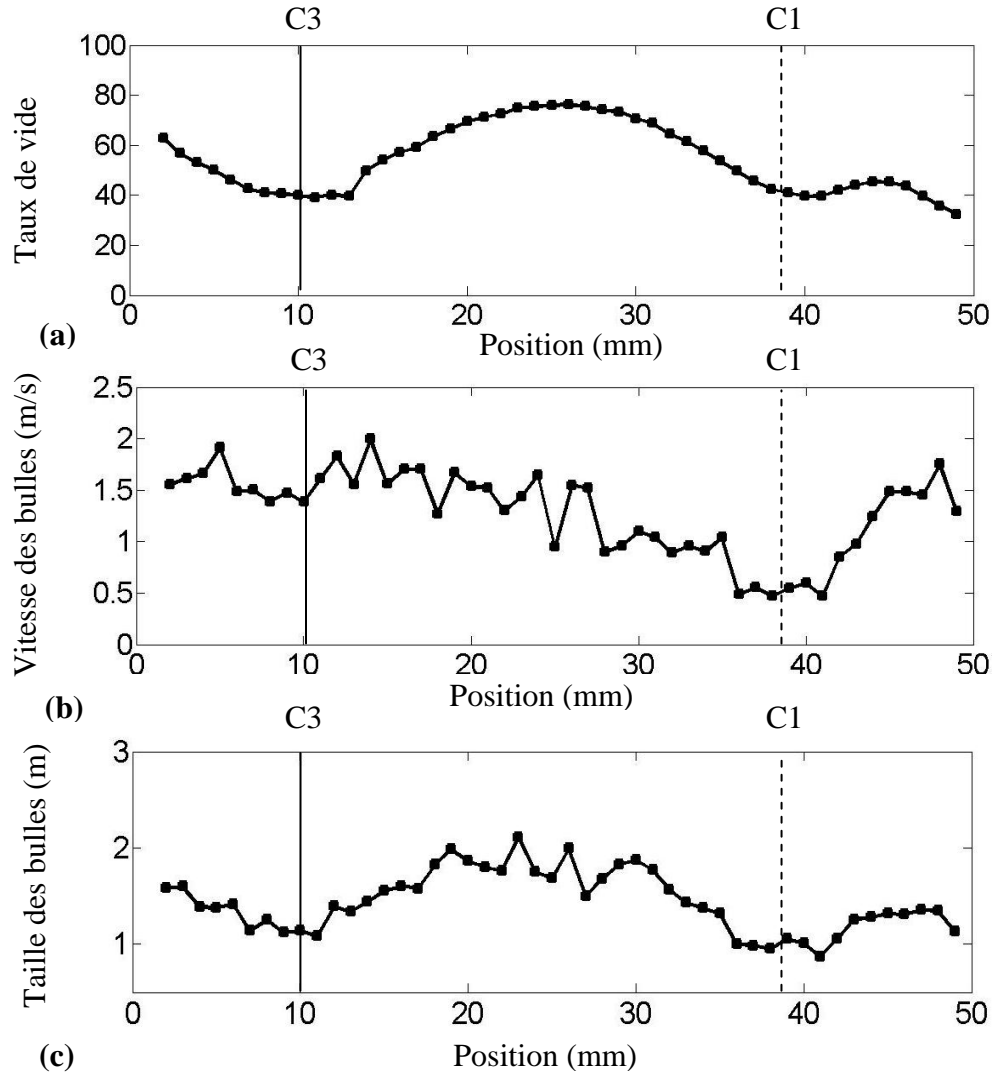 C3 C1
100
80
60
40
20
0
Taux de vide
0 10 20 30 40 50
Position (mm)
(a)
C3 C1
2.5
2
1.5
1
0.5
0
Vitesse des bulles (m/s)
0 10 20 30 40 50
Position (mm)
(b)
C3 C1
3
2
1
Taille des bulles (m)
0 10 20 30 40 50
Position (mm)
(c)